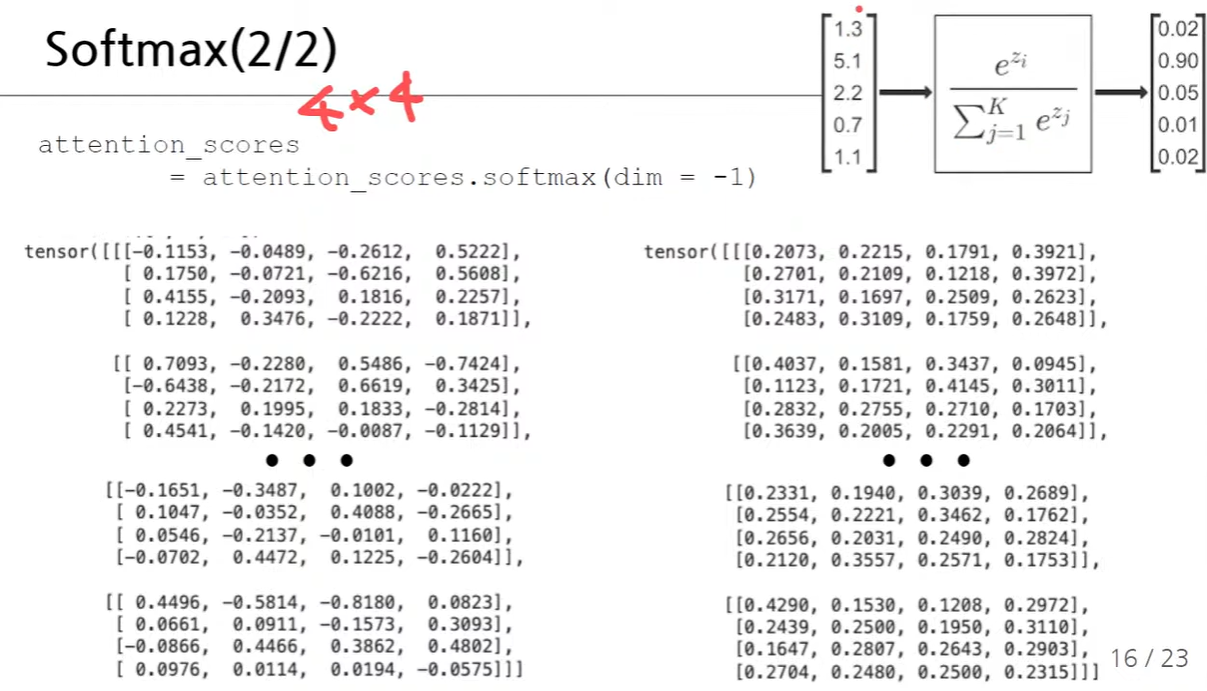 Softmax(2/2)
4×4
1.3
5.1
2.2
0.7
1.1
e^{z_i}
∑_{j=1}^{K} e^{z_j}
0.02
0.90
0.05
0.01
0.02
attention_scores
= attention_scores.softmax(dim = -1)
tensor([[[-0.1153, -0.0489, -0.2612, 0.5222],
[ 0.1750, -0.0721, -0.6216, 0.5608],
[ 0.4155, -0.2093, 0.1816, 0.2257],
[ 0.1228, 0.3476, -0.2222, 0.1871]],
[[ 0.7093, -0.2280, 0.5486, -0.7424],
[-0.6438, -0.2172, 0.6619, 0.3425],
[ 0.2273, 0.1995, 0.1833, -0.2814],
[ 0.4541, -0.1420, -0.0087, -0.1129]],
● ● ●
[[-0.1651, -0.3487, 0.1002, -0.0222],
[ 0.1047, -0.0352, 0.4088, -0.2665],
[ 0.0546, -0.2137, -0.0101, 0.1160],
[-0.0702, 0.4472, 0.1225, -0.2604]],
[[ 0.4496, -0.5814, -0.8180, 0.0823],
[ 0.0661, 0.0911, -0.1573, 0.3093],
[-0.0866, 0.4466, 0.3862, 0.4802],
[ 0.0976, 0.0114, 0.0194, -0.0575]]]
tensor([[[0.2073, 0.2215, 0.1791, 0.3921],
[0.2701, 0.2109, 0.1218, 0.3972],
[0.3171, 0.1697, 0.2509, 0.2623],
[0.2483, 0.3109, 0.1759, 0.2648]],
[[0.4037, 0.1581, 0.3437, 0.0945],
[0.1123, 0.1721, 0.4145, 0.3011],
[0.2832, 0.2755, 0.2710, 0.1703],
[0.3639, 0.2005, 0.2291, 0.2064]],
● ● ●
[[0.2331, 0.1940, 0.3039, 0.2689],
[0.2554, 0.2221, 0.3462, 0.1762],
[0.2656, 0.2031, 0.2490, 0.2824],
[0.2120, 0.3557, 0.2571, 0.1753]],
[[0.4290, 0.1530, 0.1208, 0.2972],
[0.2439, 0.2500, 0.1950, 0.3110],
[0.1647, 0.2807, 0.2643, 0.2903],
[0.2704, 0.2480, 0.2500, 0.2315]]]
16 / 23